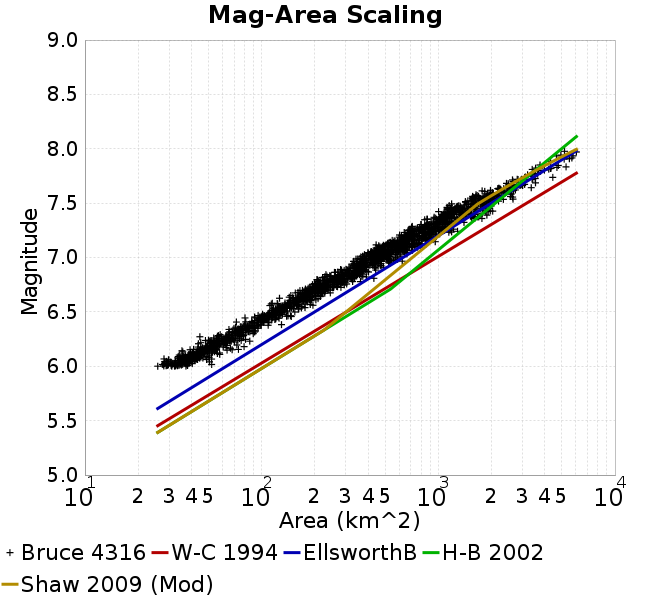 Mag-Area Scaling
9.0
8.5
8.0
7.5
7.0
6.5
6.0
5.5
5.0
Magnitude
10^1 2 3 4 5 10^2 2 3 4 5 10^3 2 3 4 5 10^4
Area (km^2)
Bruce 4316 W-C 1994 EllsworthB H-B 2002
Shaw 2009 (Mod)